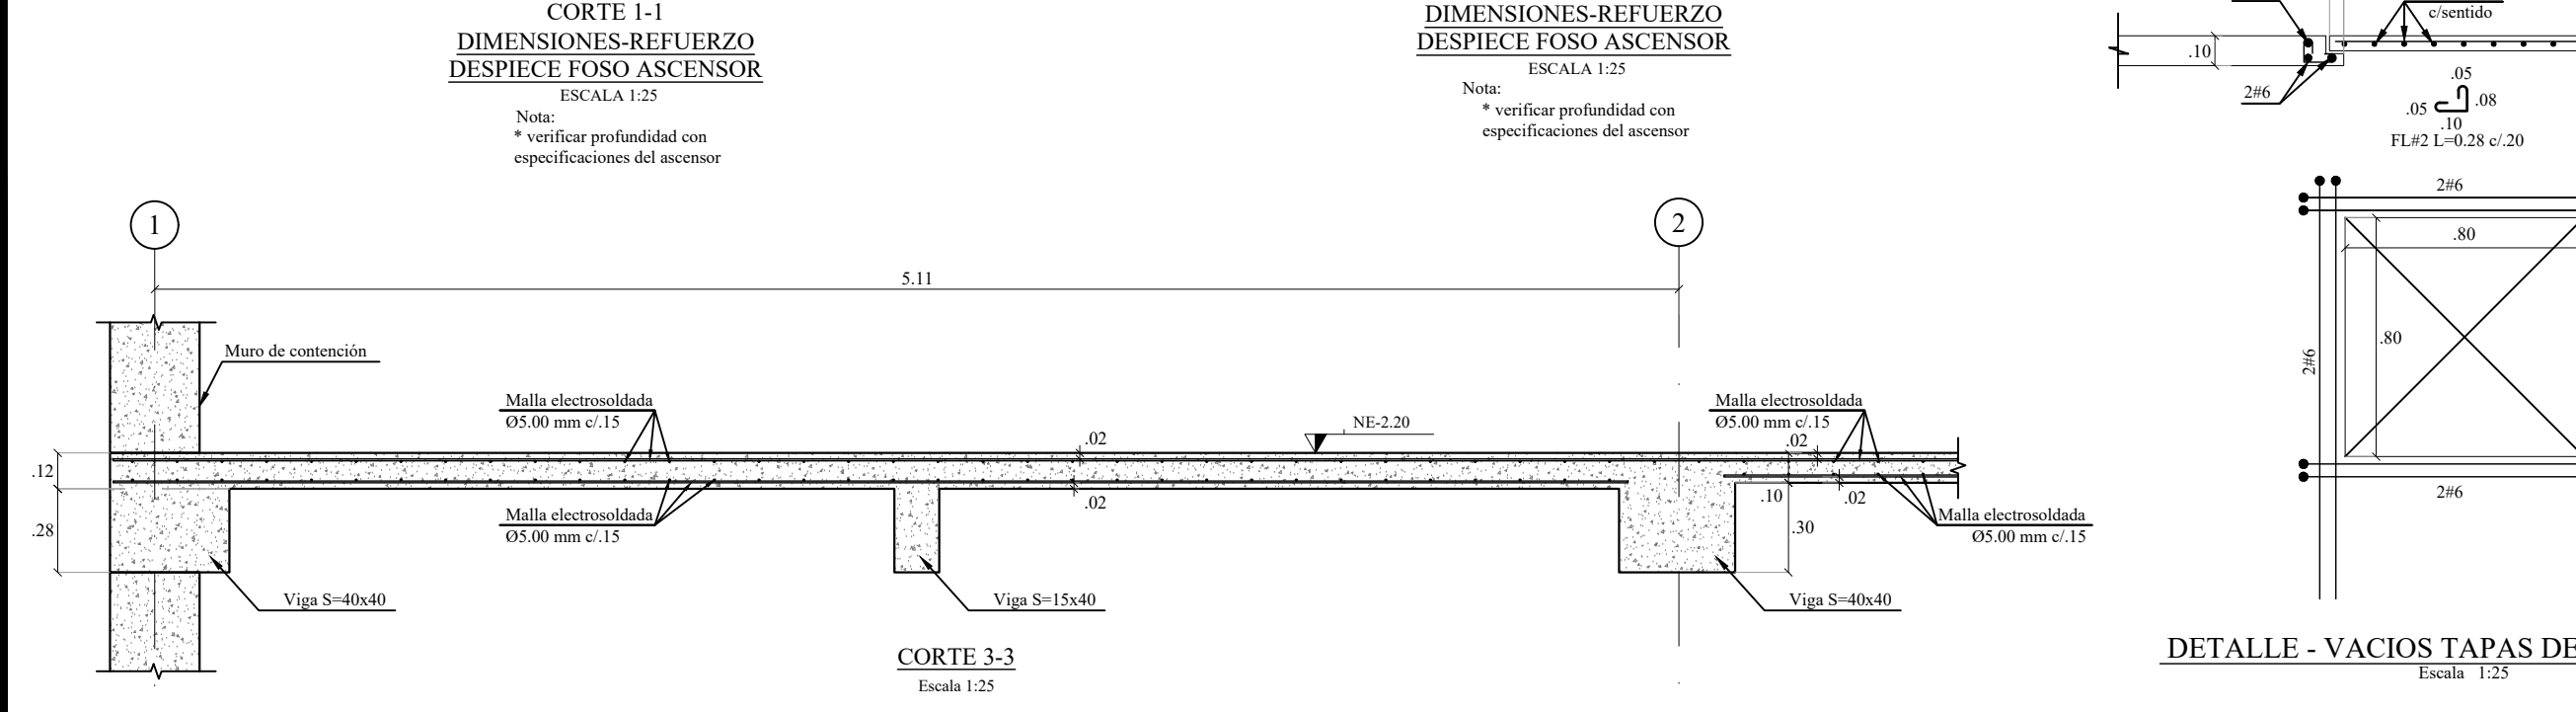 CORTE 1-1
DIMENSIONES-REFUERZO
DESPIECE FOSO ASCENSOR
ESCALA 1:25
Nota:
* verificar profundidad con
especificaciones del ascensor
DIMENSIONES-REFUERZO
DESPIECE FOSO ASCENSOR
ESCALA 1:25
Nota:
* verificar profundidad con
especificaciones del ascensor
c/sentido
.10
2#6
.05
.05
.08
.10
FL#2 L=0.28 c/.20
1
2
5.11
Muro de contención
Malla electrosoldada
Ø5.00 mm c/.15
.02
NE-2.20
Malla electrosoldada
Ø5.00 mm c/.15
.02
.12
.28
Malla electrosoldada
Ø5.00 mm c/.15
.02
.10
.02
.30
Malla electrosoldada
Ø5.00 mm c/.15
Viga S=40x40
Viga S=15x40
Viga S=40x40
CORTE 3-3
Escala 1:25
2#6
.80
.80
2#6
2#6
DETALLE - VACIOS TAPAS DE
Escala 1:25